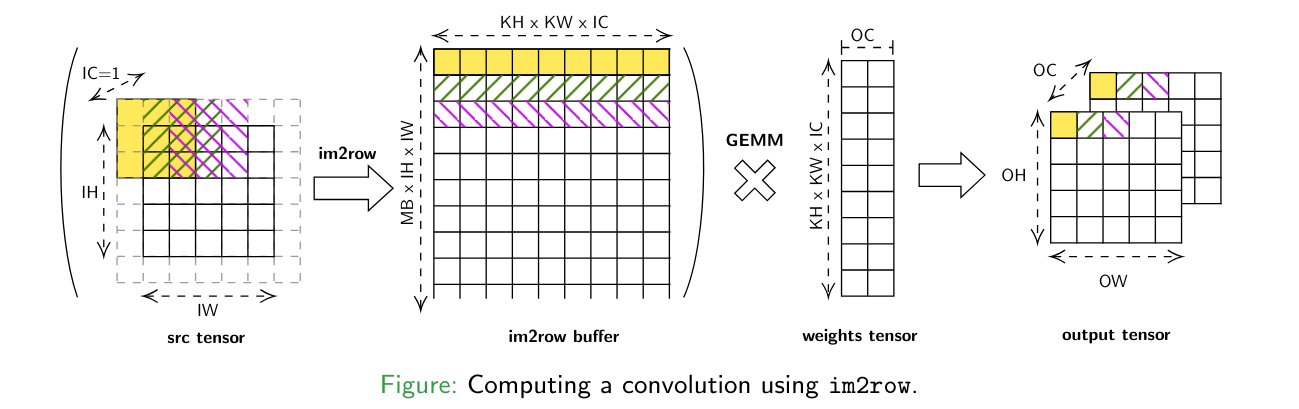 KH x KW x IC
OC
IC=1
OC
im2row
GEMM
IH
MB x IH x IW
KH x KW x IC
OH
IW
OW
src tensor
im2row buffer
weights tensor
output tensor
Figure: Computing a convolution using im2row.